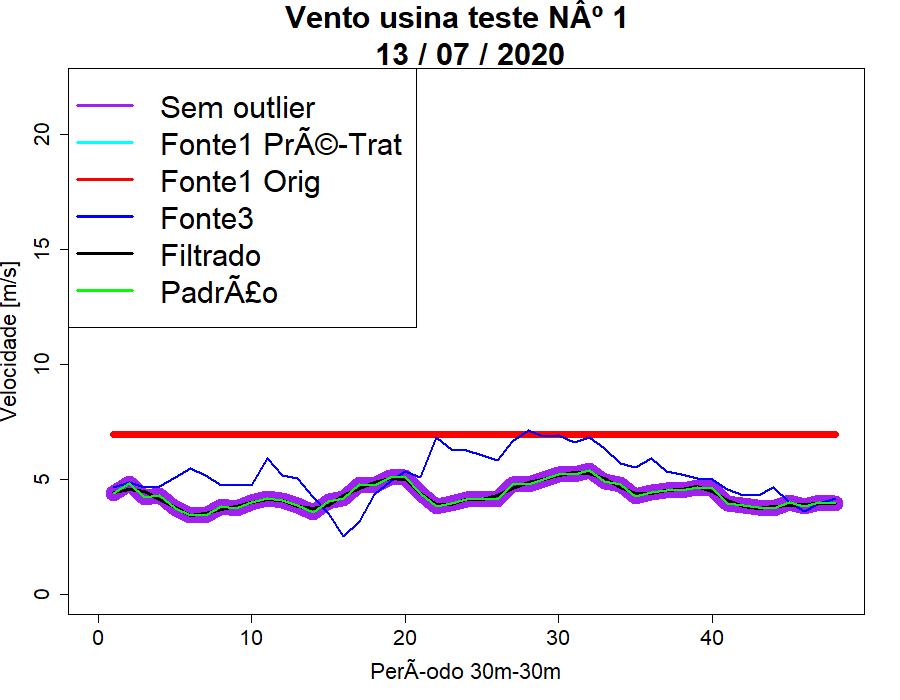 Vento usina teste NÂº 1
13 / 07 / 2020
Sem outlier
Fonte1 PrÃ©-Trat
Fonte1 Orig
Fonte3
Filtrado
PadrÃ£o
Velocidade [m/s]
20
15
10
5
0
0 10 20 30 40
PerÃ-odo 30m-30m